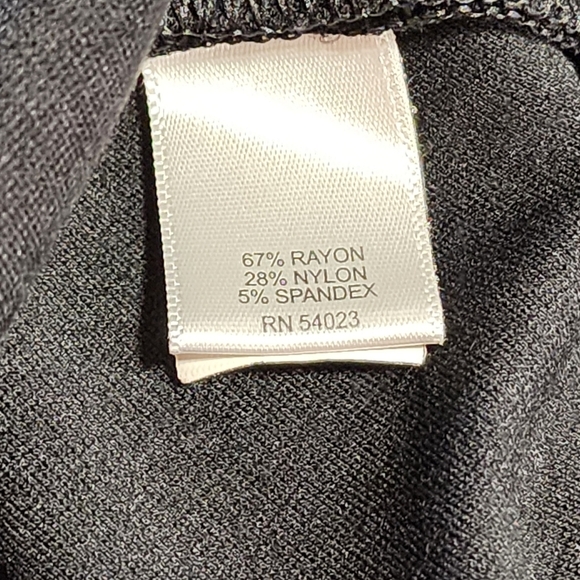 67% RAYON
28% NYLON
5% SPANDEX
RN 54023